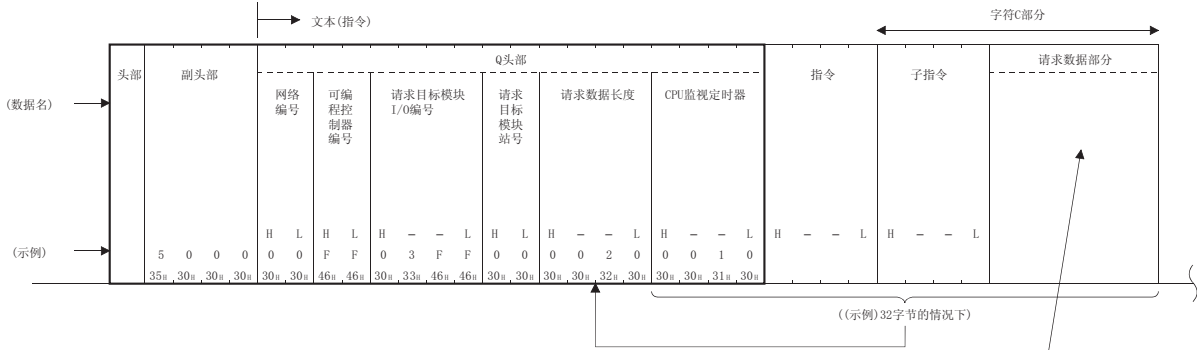 文本(指令)
字符C部分
头部
副头部
Q头部
指令
子指令
请求数据部分
(数据名)
网络
编号
可编
程控
制器
编号
请求目标模块
I/O编号
请求
目标
模块
站号
请求数据长度
CPU监视定时器
H L H L H — — L H L H — — L H — — L H — — L H — — L
(示例)
5 0 0 0 0 0 F F 0 3 F F 0 0 0 0 2 0 0 0 1 0
35H 30H 30H 30H 30H 30H 46H 46H 30H 33H 46H 46H 30H 30H 30H 30H 32H 30H 30H 30H 31H 30H
((示例)32字节的情况下)